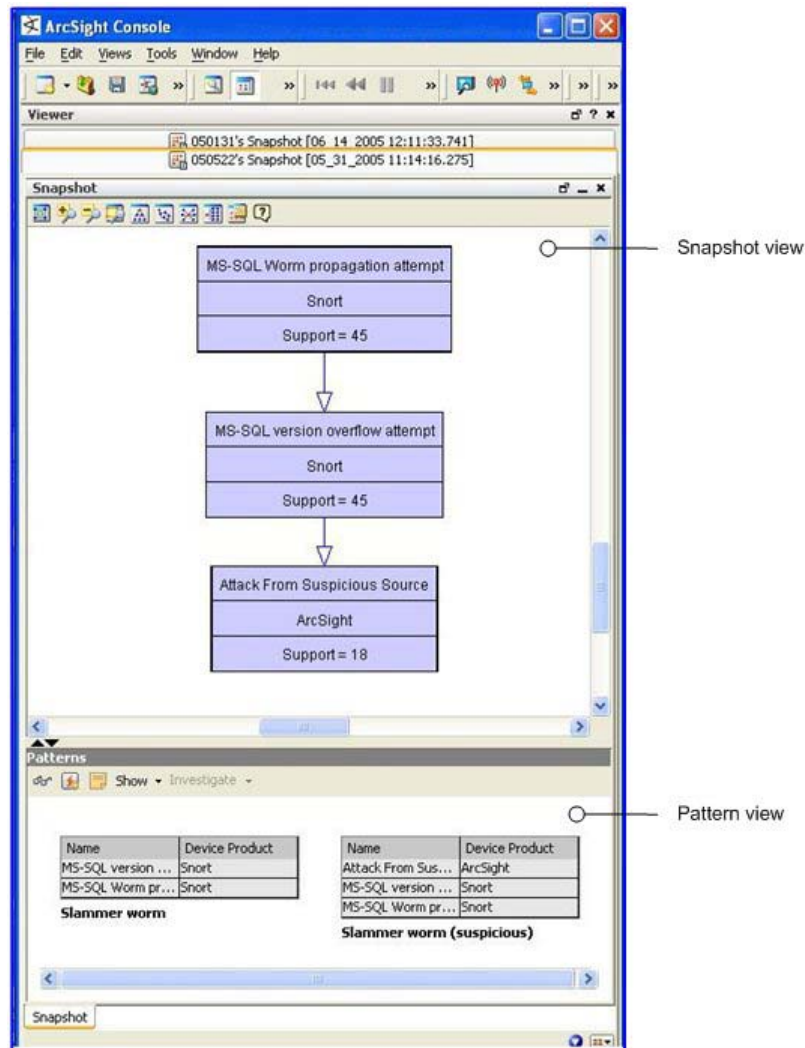 ArcSight Console
File Edit Views Tools Window Help
Viewer
050131's Snapshot [06_14_2005 12:11:33.741]
050522's Snapshot [05_31_2005 11:14:16.275]
Snapshot
MS-SQL Worm propagation attempt
Snort
Support = 45
MS-SQL version overflow attempt
Snort
Support = 45
Attack From Suspicious Source
ArcSight
Support = 18
Snapshot view
Patterns
Show Investigate
Pattern view
Name Device Product
MS-SQL version ... Snort
MS-SQL Worm pr... Snort
Slammer worm
Name Device Product
Attack From Sus... ArcSight
MS-SQL version ... Snort
MS-SQL Worm pr... Snort
Slammer worm (suspicious)
Snapshot